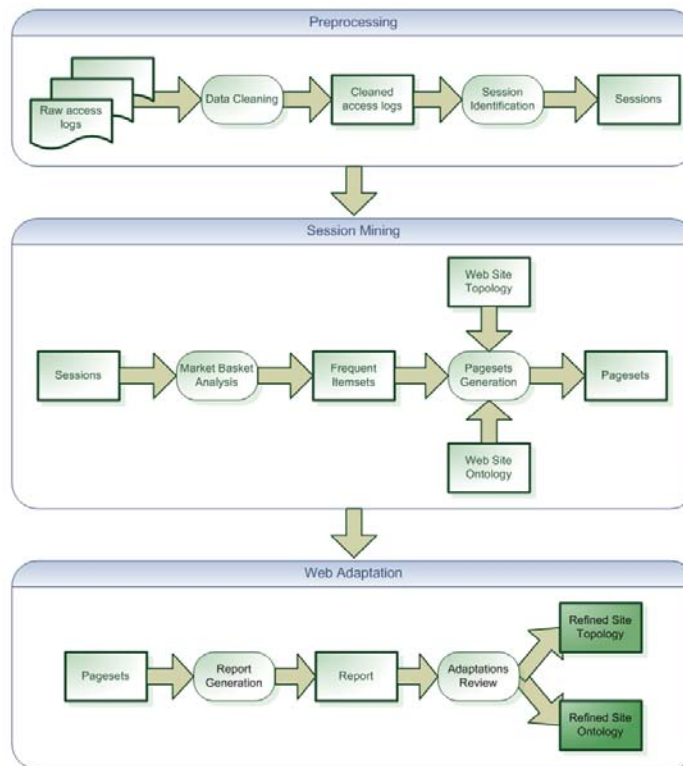 Preprocessing
Raw access
logs
Data Cleaning
Cleaned
access logs
Session
Identification
Sessions
Session Mining
Web Site
Topology
Sessions
Market Basket
Analysis
Frequent
Itemsets
Pagesets
Generation
Pagesets
Web Site
Ontology
Web Adaptation
Refined Site
Topology
Pagesets
Report
Generation
Report
Adaptations
Review
Refined Site
Ontology